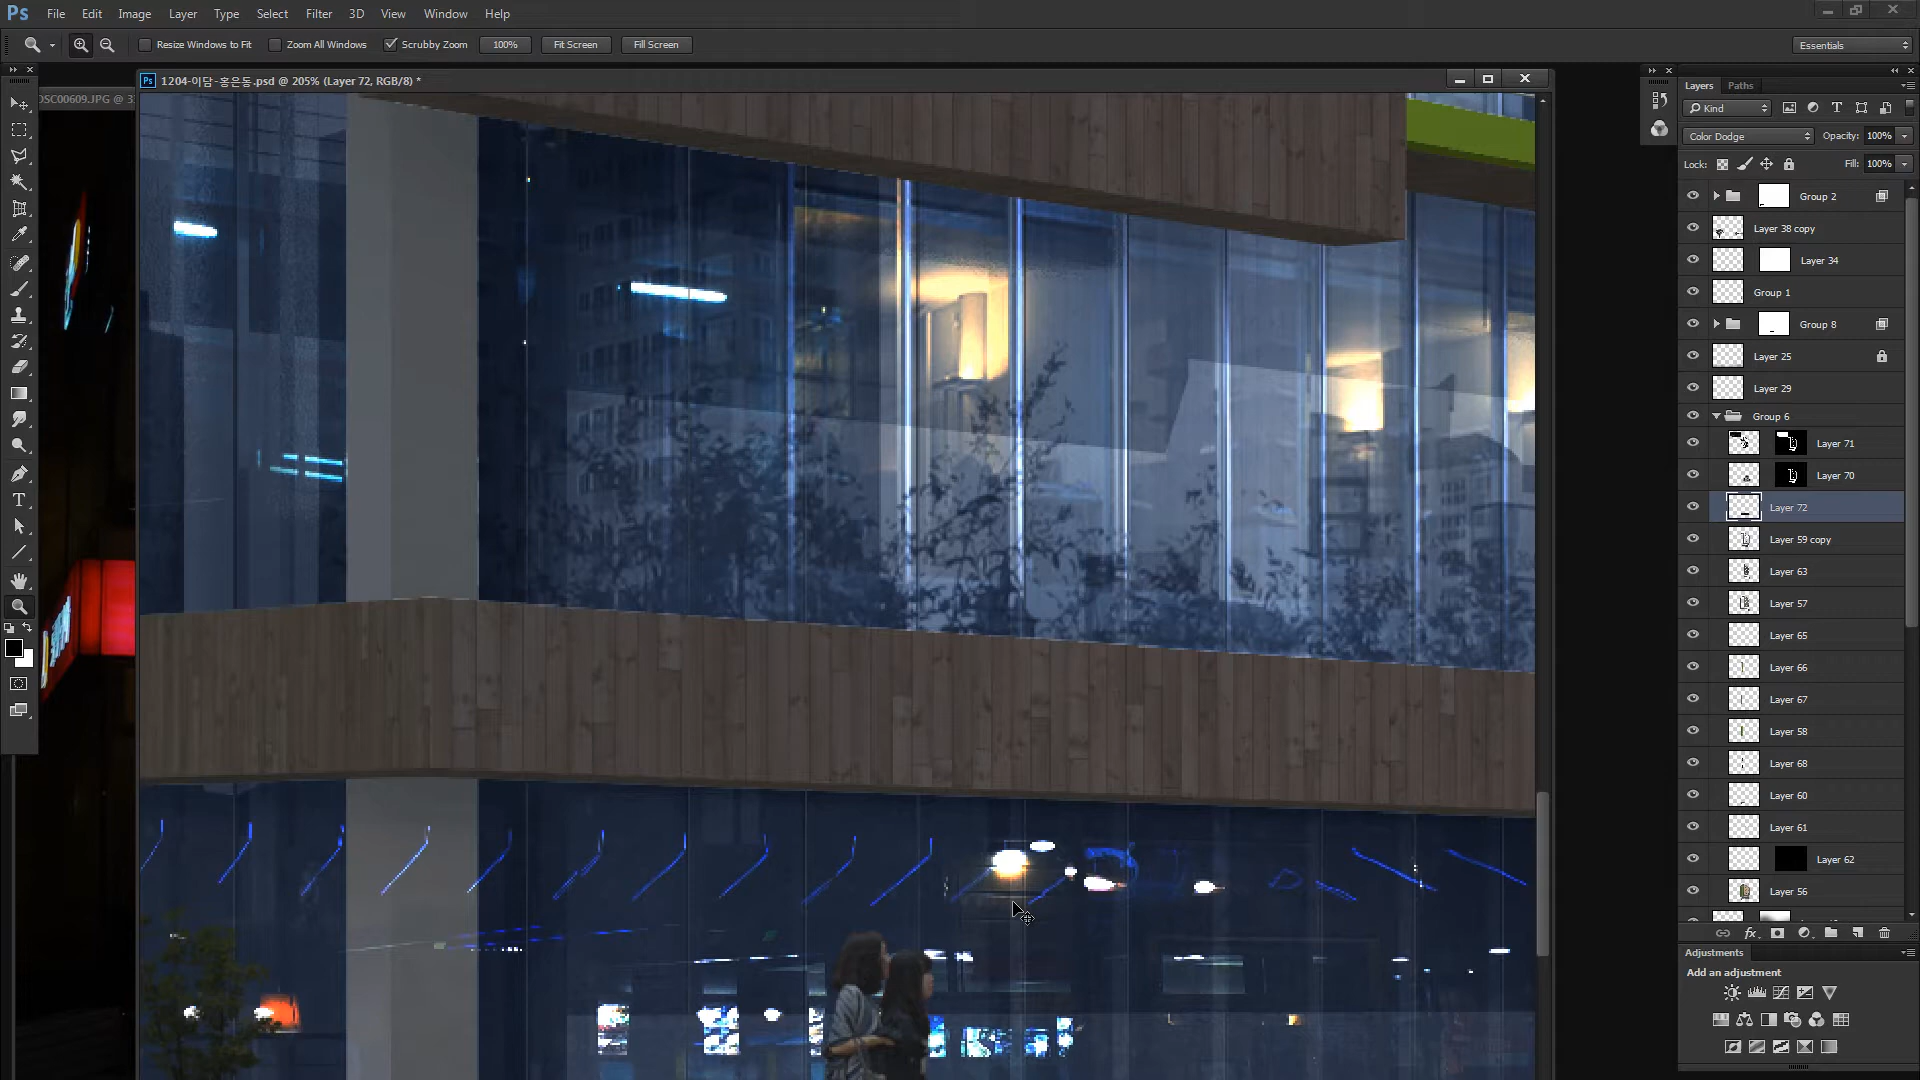 Ps File Edit Image Layer Type Select Filter 3D View Window Help
Resize Windows to Fit Zoom All Windows Scrubby Zoom 100% Fit Screen Fill Screen Essentials
DSC00609.JPG @ 3
Ps 1204-이담-홍은동.psd @ 205% (Layer 72, RGB/8) *
Layers Paths
Kind
Color Dodge Opacity: 100%
Lock: Fill: 100%
Group 2
Layer 38 copy
Layer 34
Group 1
Group 8
Layer 25
Layer 29
Group 6
Layer 71
Layer 70
Layer 72
Layer 59 copy
Layer 63
Layer 57
Layer 65
Layer 66
Layer 67
Layer 58
Layer 68
Layer 60
Layer 61
Layer 62
Layer 56
Adjustments
Add an adjustment